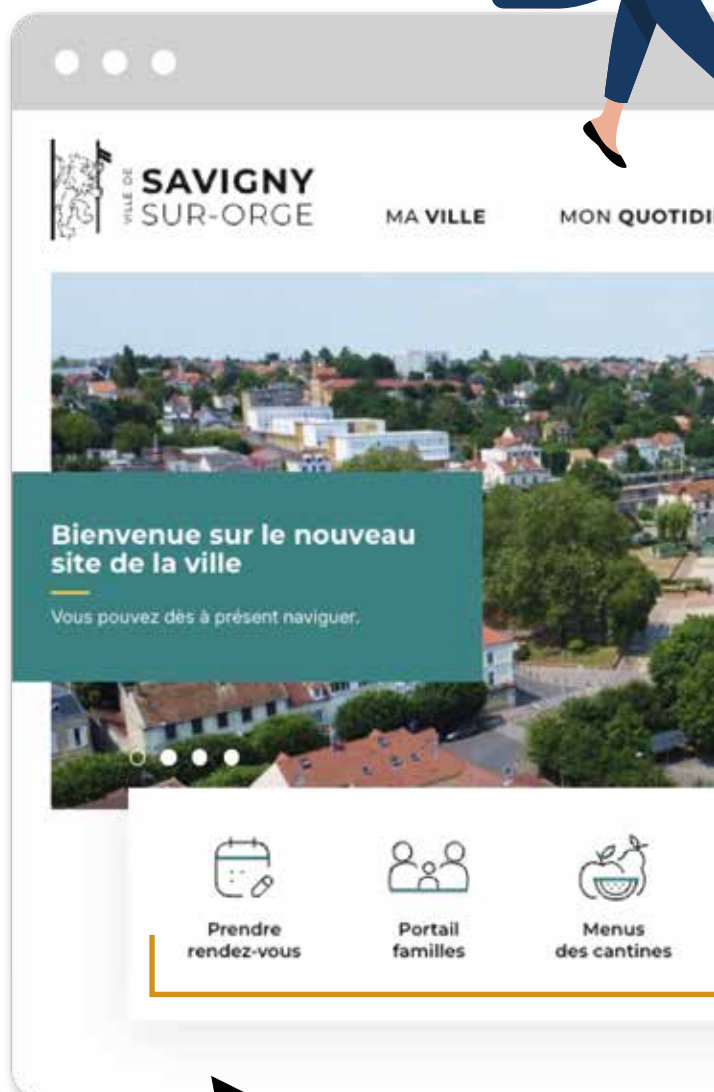 VILLE DE
SAVIGNY
SUR-ORGE
MA VILLE
MON QUOTIDI
Bienvenue sur le nouveau
site de la ville
Vous pouvez dès à présent naviguer.
Prendre
rendez-vous
Portail
familles
Menus
des cantines